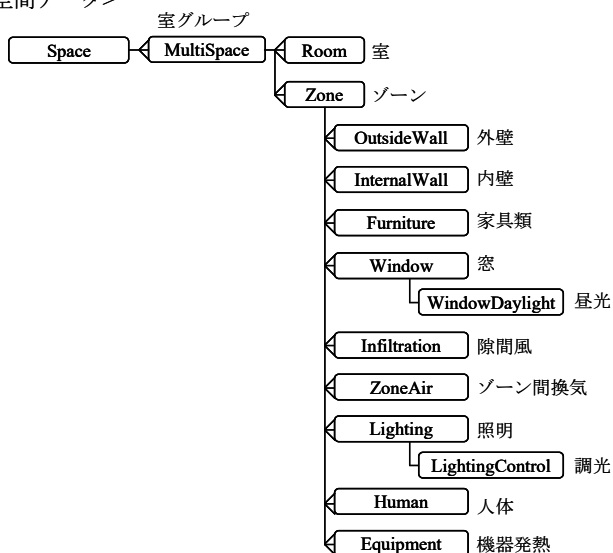 室グループ
Space MultiSpace Room 室
Zone ゾーン
OutsideWall 外壁
InternalWall 内壁
Furniture 家具類
Window 窓
WindowDaylight 昼光
Infiltration 隙間風
ZoneAir ゾーン間換気
Lighting 照明
LightingControl 調光
Human 人体
Equipment 機器発熱